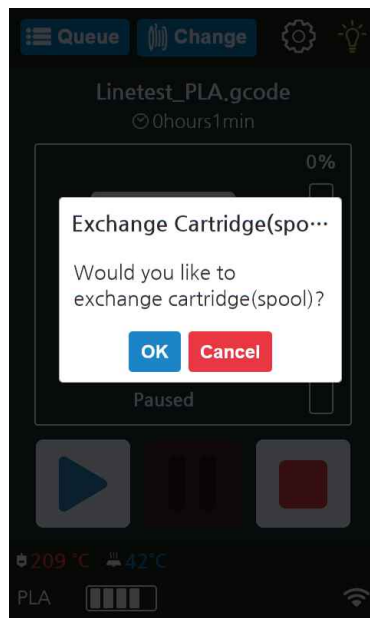 Queue
Change
Linetest_PLA.gcode
0hours1min
0%
Exchange Cartridge(spo…
Would you like to
exchange cartridge(spool)?
OK Cancel
Paused
209 °C 42°C
PLA